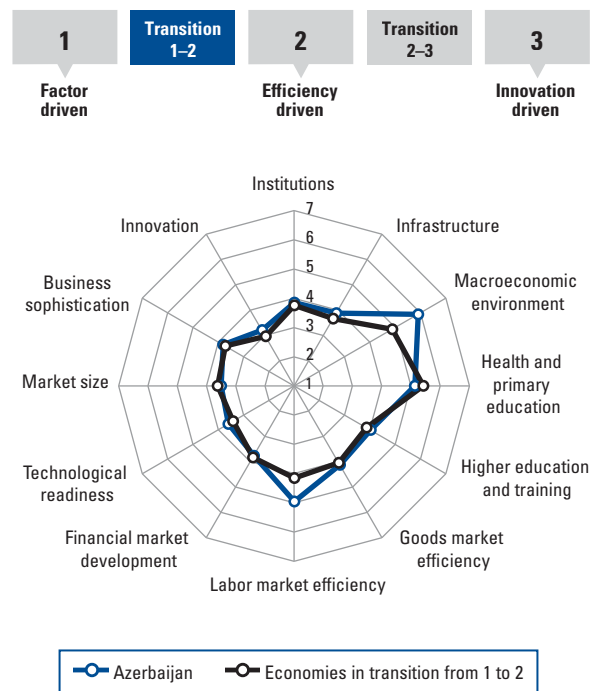 1
Transition
1–2
2
Transition
2–3
3
Factor
driven
Efficiency
driven
Innovation
driven
Institutions
Infrastructure
Macroeconomic
environment
Health and
primary
education
Higher education
and training
Goods market
efficiency
Labor market efficiency
Financial market
development
Technological
readiness
Market size
Business
sophistication
Innovation
7
6
5
4
3
2
1
Azerbaijan
Economies in transition from 1 to 2